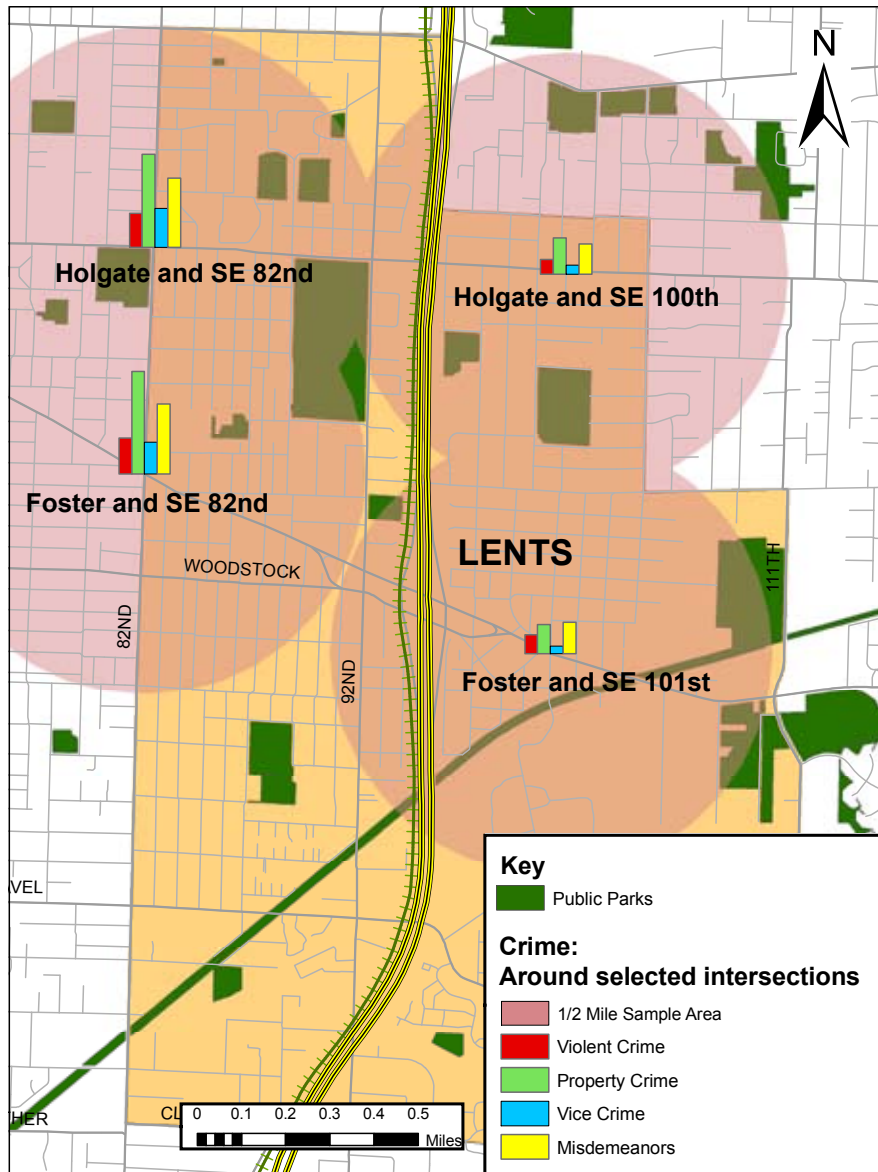 N
Holgate and SE 82nd
Holgate and SE 100th
Foster and SE 82nd
LENTS
WOODSTOCK
111TH
82ND
92ND
Foster and SE 101st
AVEL
THER
CL
0 0.1 0.2 0.3 0.4 0.5
Miles
Key
Public Parks
Crime:
Around selected intersections
1/2 Mile Sample Area
Violent Crime
Property Crime
Vice Crime
Misdemeanors